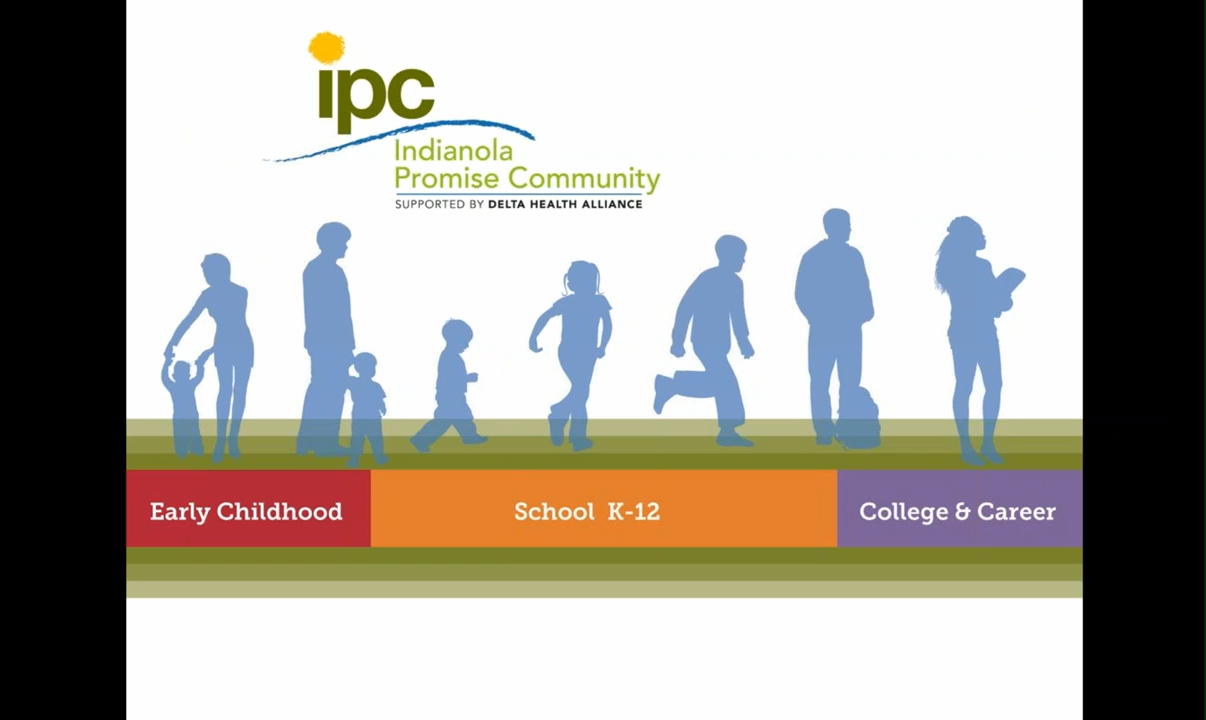 ipc
Indianola
Promise Community
SUPPORTED BY DELTA HEALTH ALLIANCE
Early Childhood
School K-12
College & Career